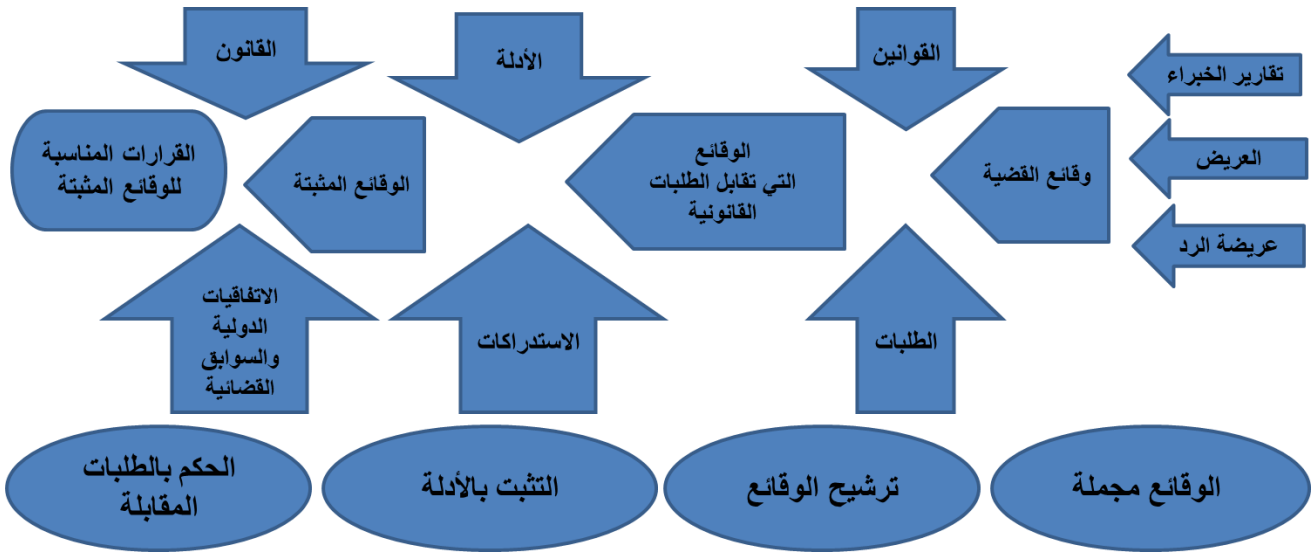 تقارير الخبراء
العريض
عريضة الرد
وقائع القضية
القوانين
الطلبات
الوقائع
التي تقابل الطلبات
القانونية
الأدلة
الاستدراكات
الوقائع المثبتة
القانون
الاتفاقيات
الدولية
والسوابق
القضائية
القرارات المناسبة
للوقائع المثبتة
الوقائع مجملة
ترشيح الوقائع
التثبت بالأدلة
الحكم بالطلبات
المقابلة